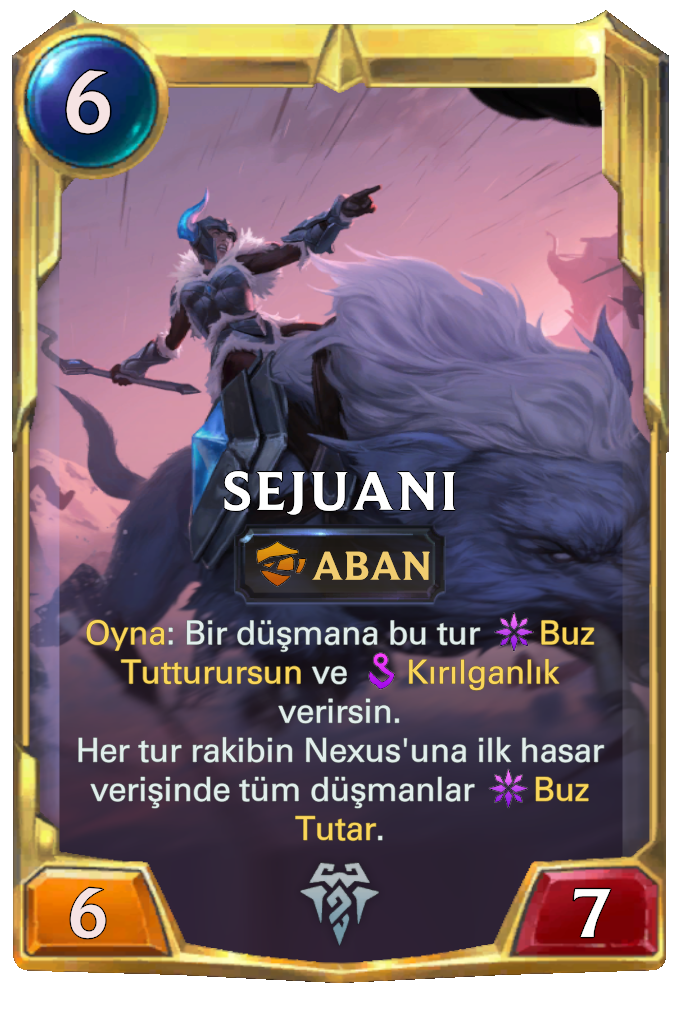 6
SEJUANI
ABAN
Oyna: Bir düşmana bu tur Buz
Tutturursun ve Kırılganlık
verirsin.
Her tur rakibin Nexus'una ilk hasar
verişinde tüm düşmanlar Buz
Tutar.
6
7